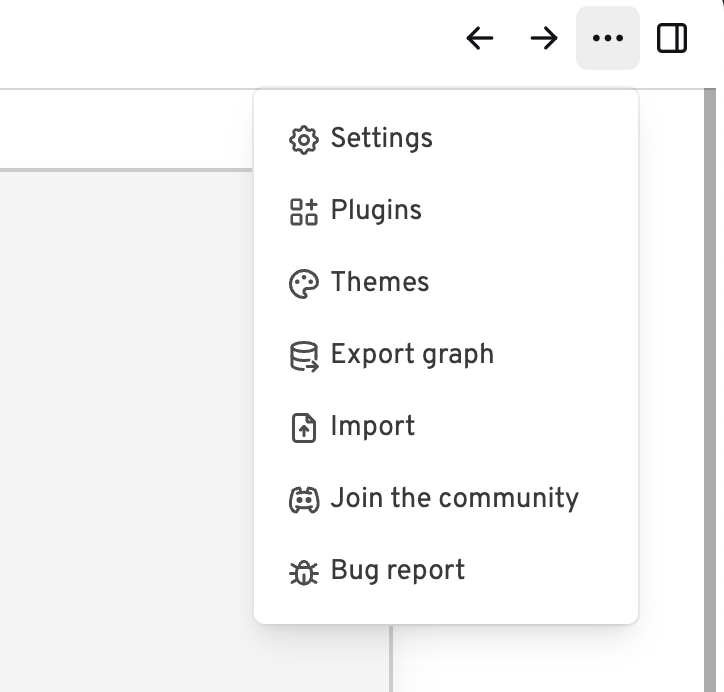 Settings
Plugins
Themes
Export graph
Import
Join the community
Bug report